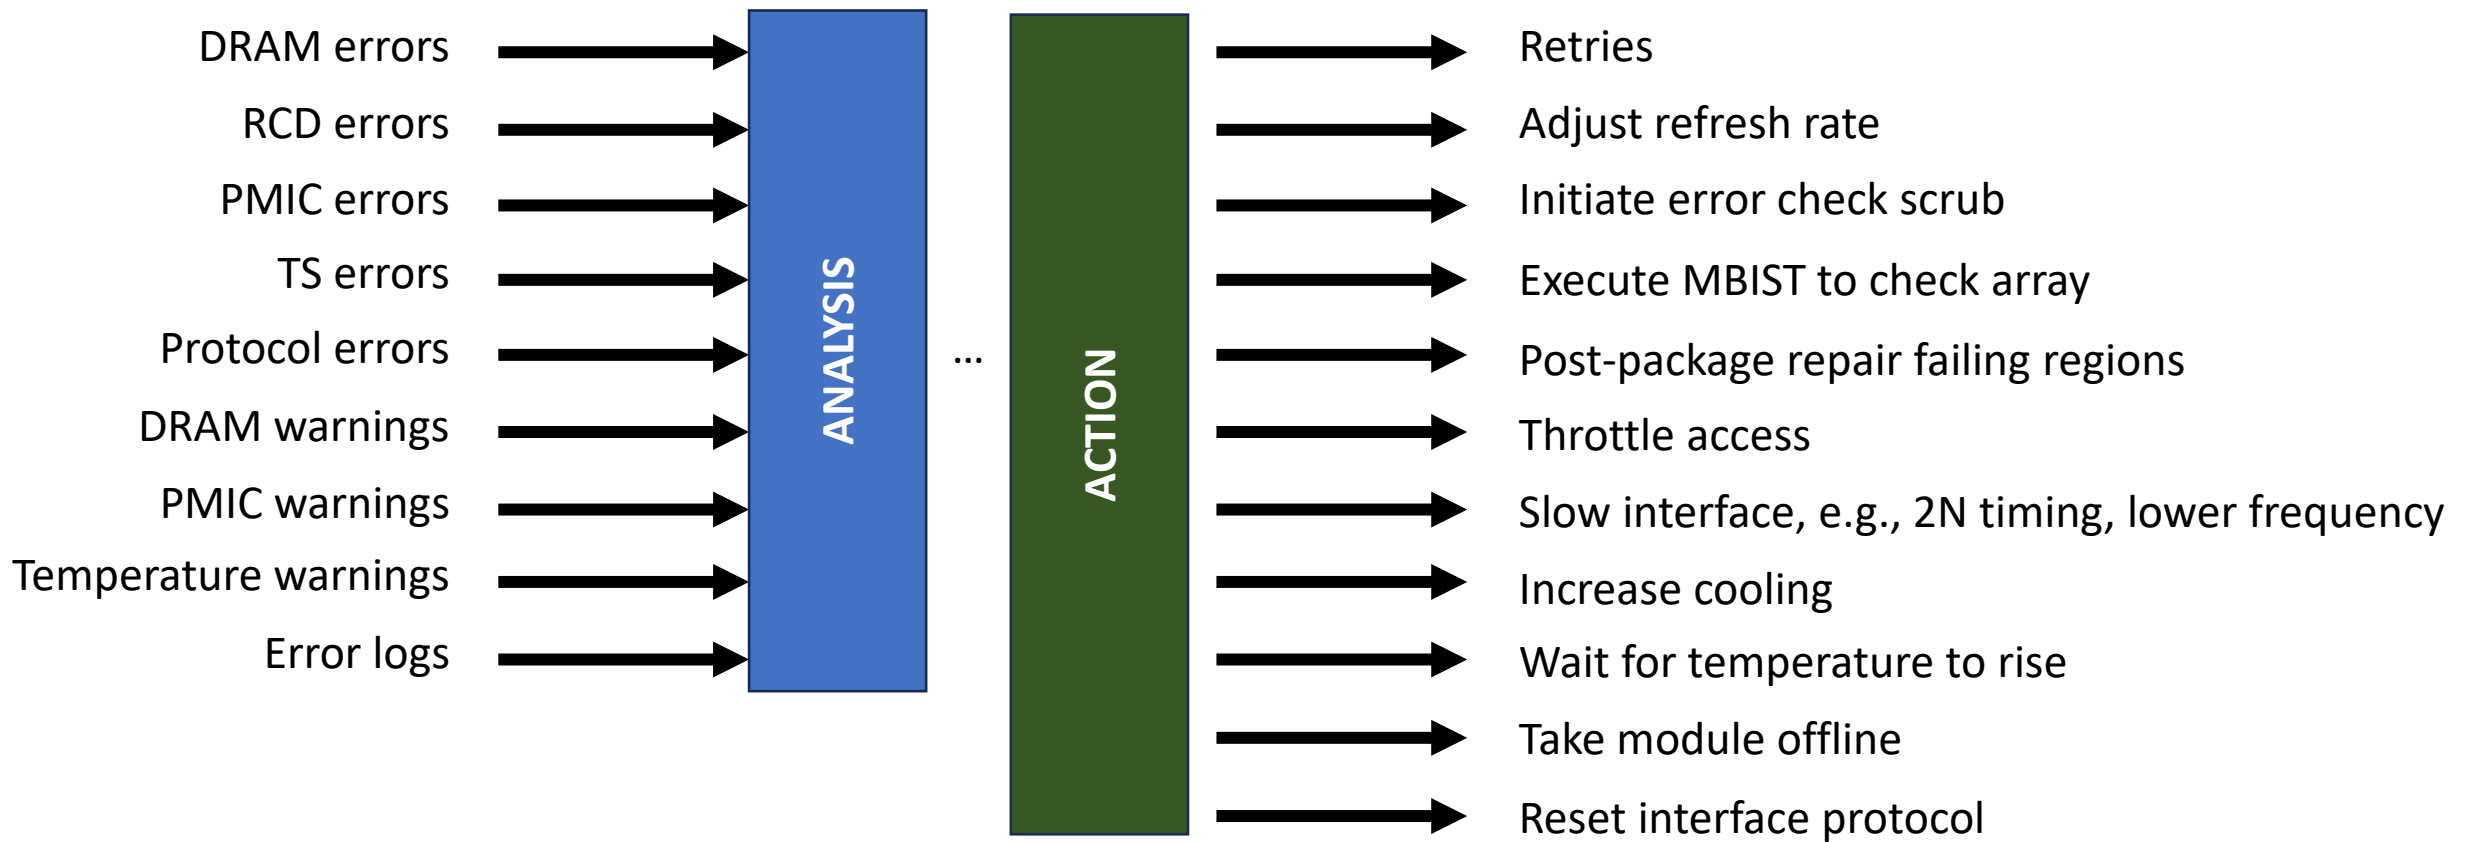 DRAM errors
RCD errors
PMIC errors
TS errors
Protocol errors
DRAM warnings
PMIC warnings
Temperature warnings
Error logs
ANALYSIS
...
ACTION
Retries
Adjust refresh rate
Initiate error check scrub
Execute MBIST to check array
Post-package repair failing regions
Throttle access
Slow interface, e.g., 2N timing, lower frequency
Increase cooling
Wait for temperature to rise
Take module offline
Reset interface protocol